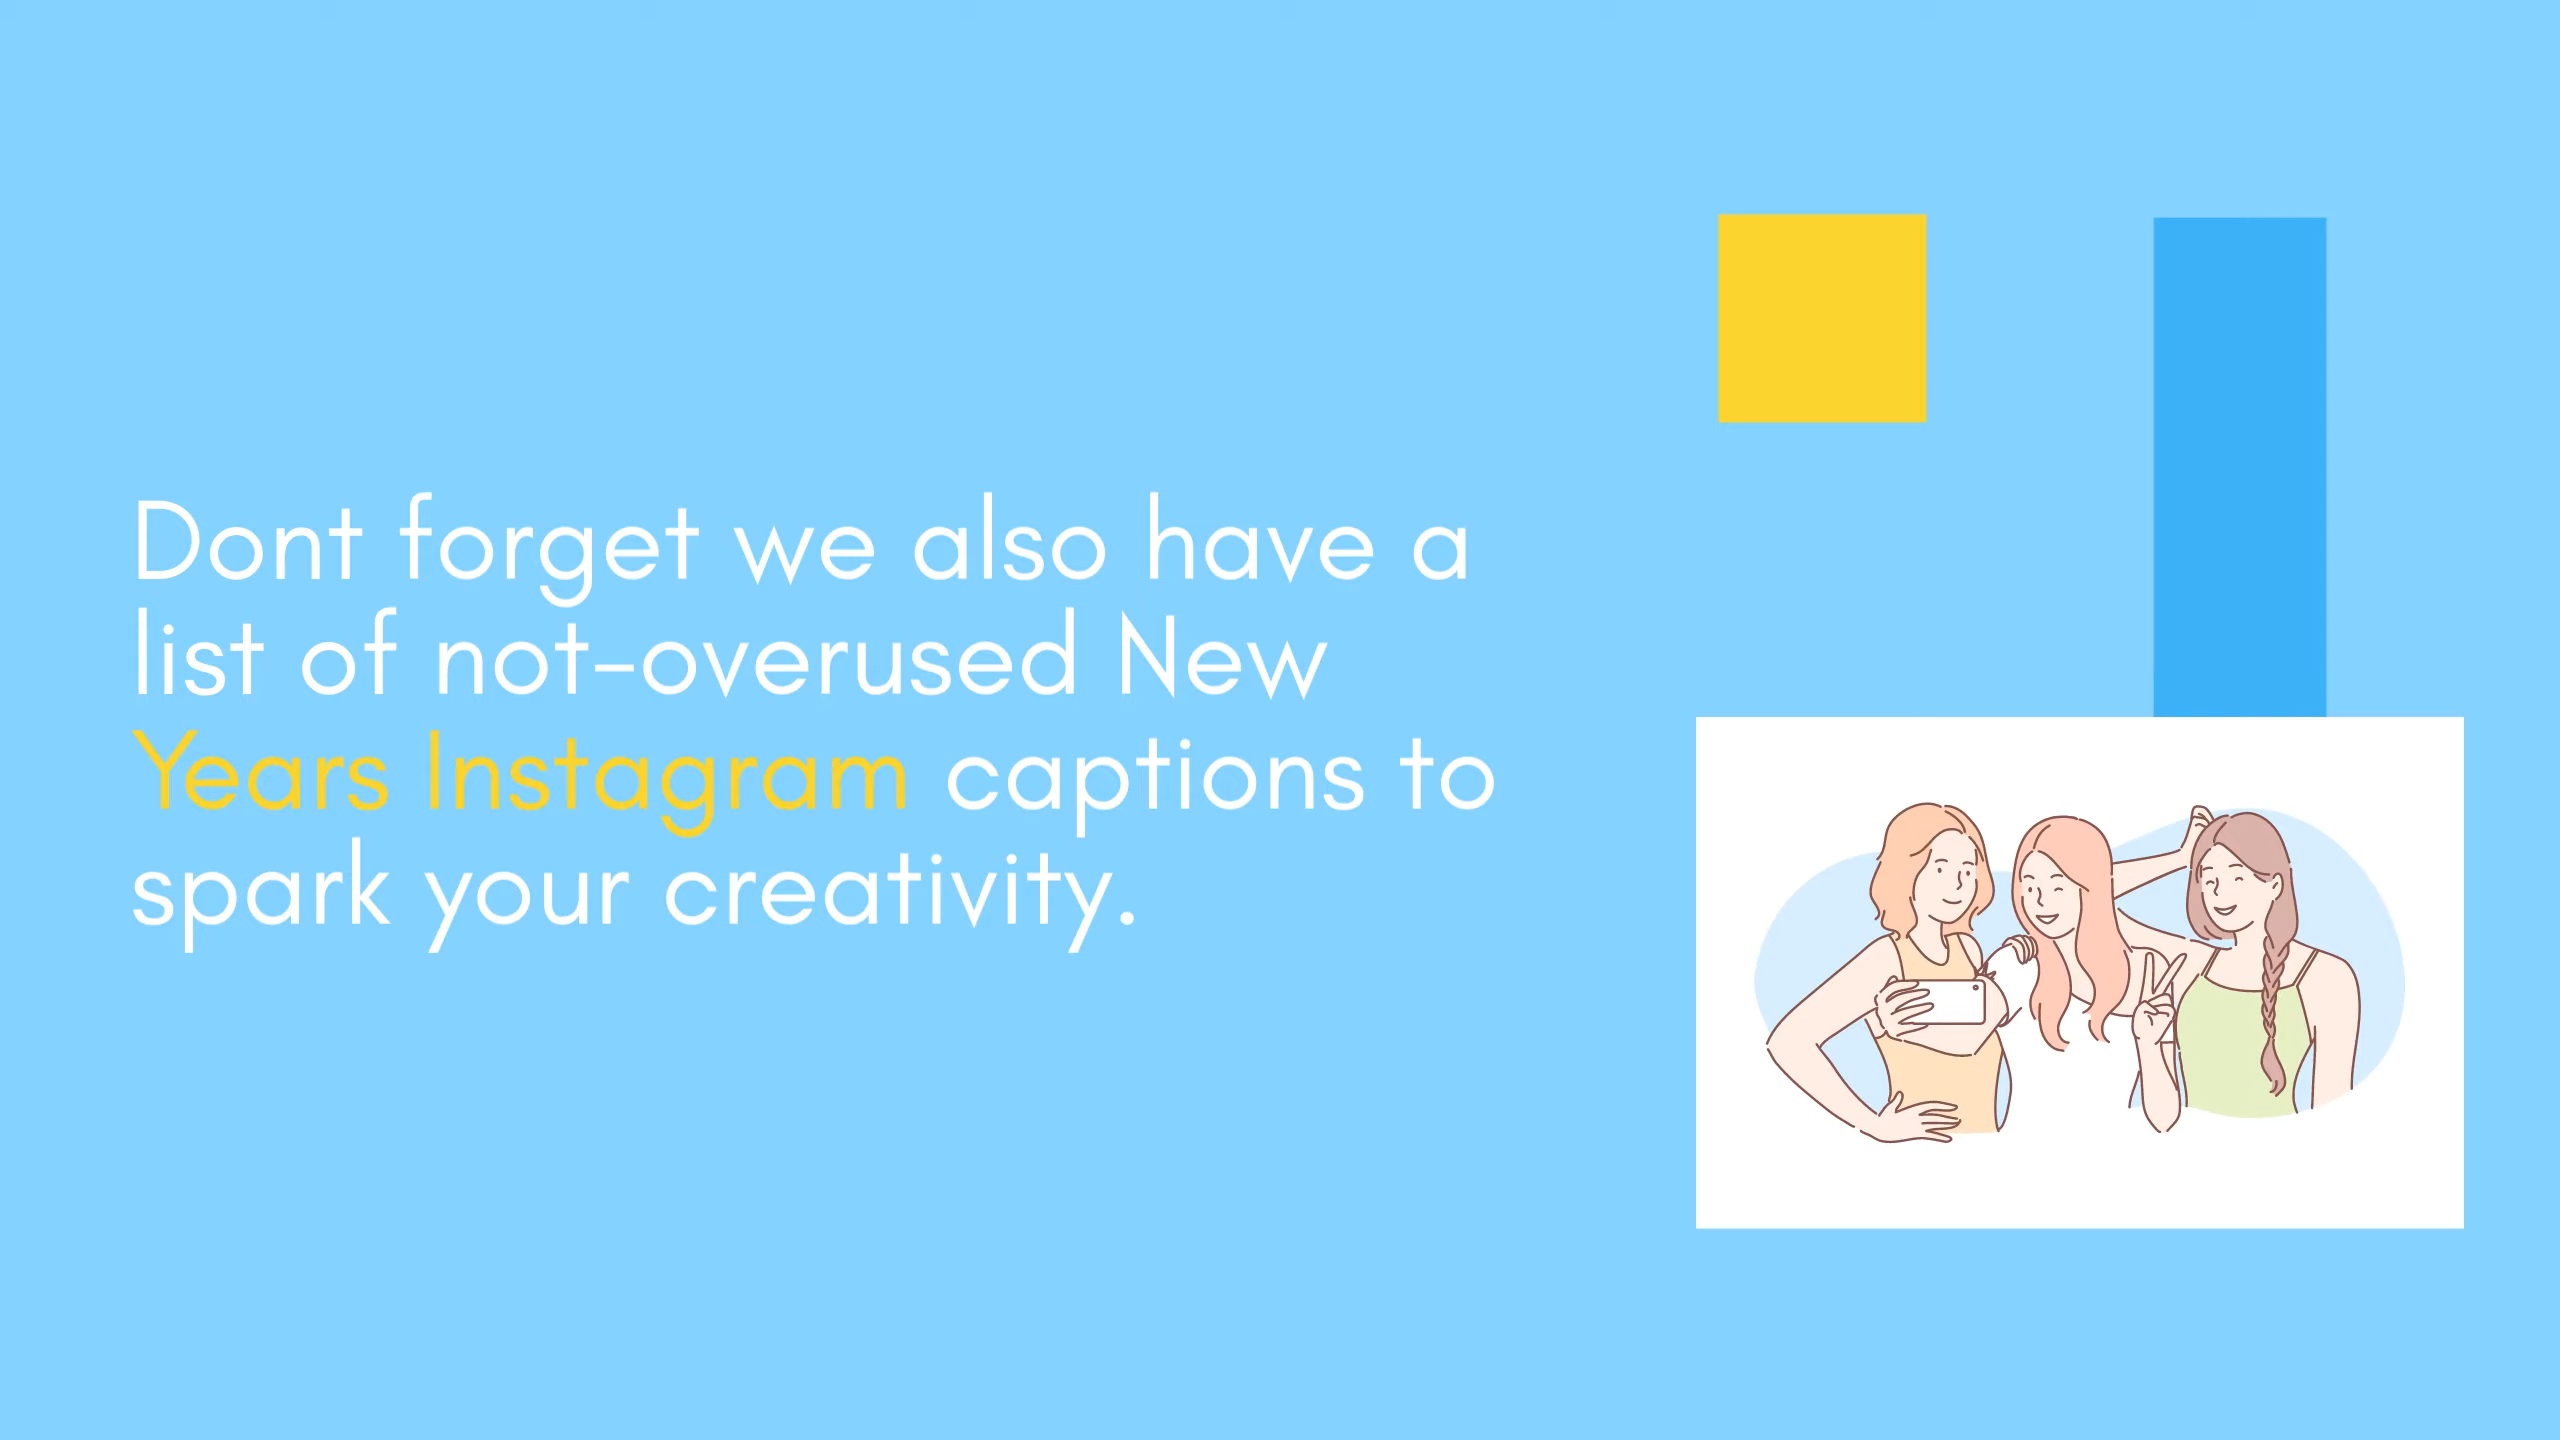 Dont forget we also have a
list of not-overused New
Years Instagram captions to
spark your creativity.